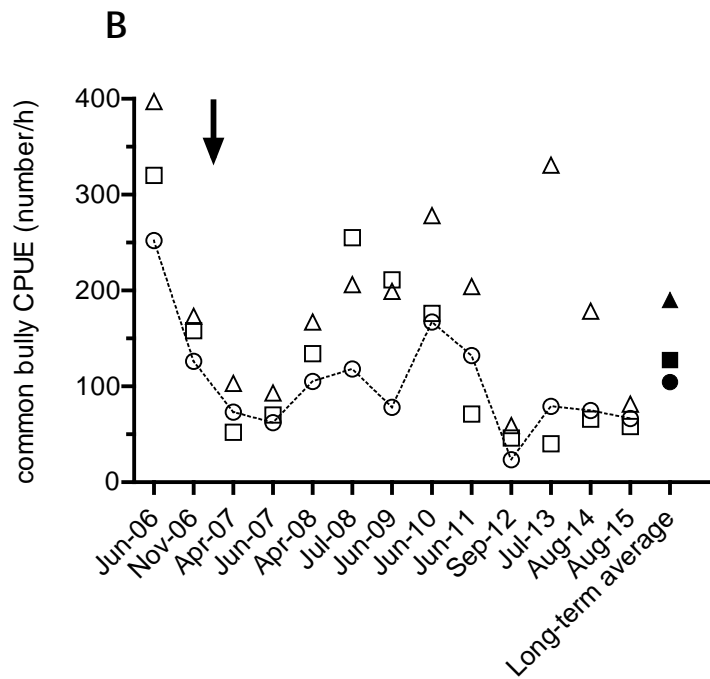 B
common bully CPUE (number/h)
400
300
200
100
0
Jun-06
Nov-06
Apr-07
Jun-07
Apr-08
Jul-08
Jun-09
Jun-10
Jun-11
Sep-12
Jul-13
Aug-14
Aug-15
Long-term average